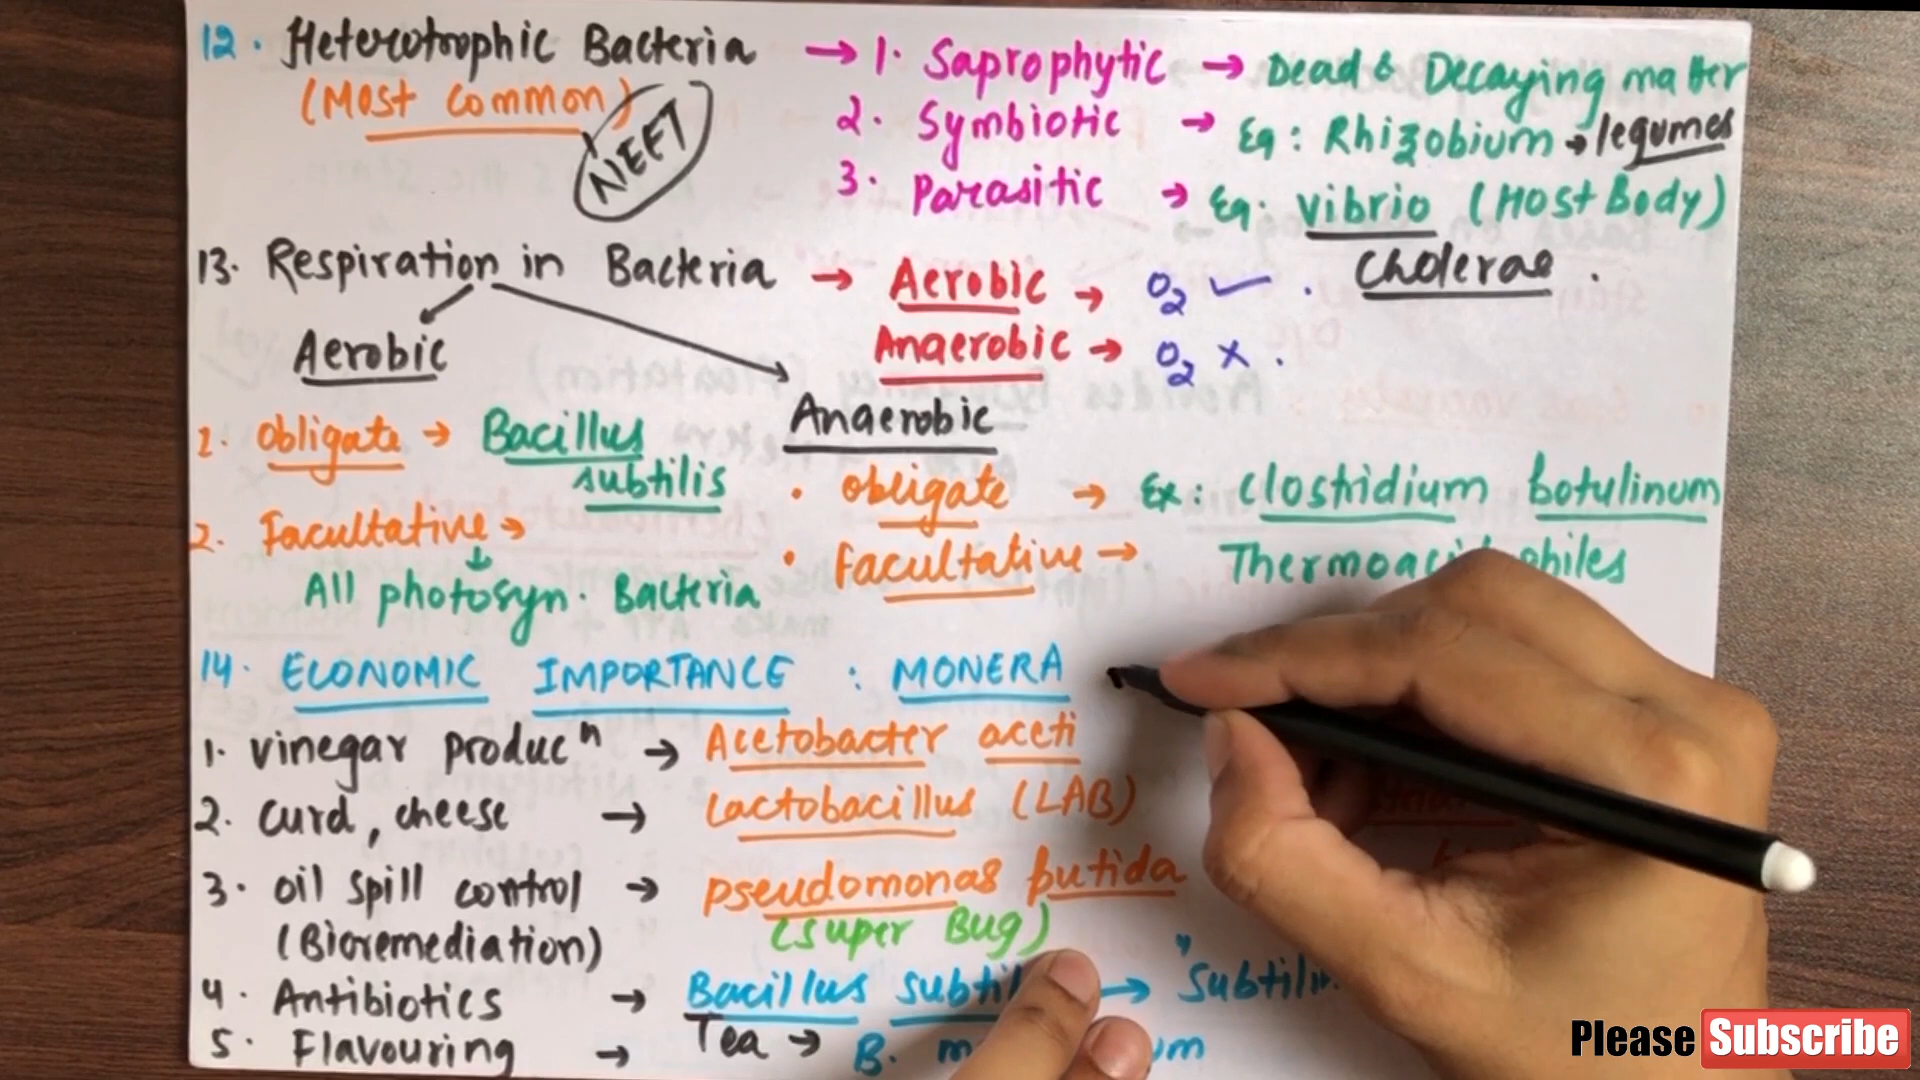 12. Heterotrophic Bacteria → 1. Saprophytic → Dead & Decaying matter
(Most common) NEET
2. Symbiotic → Eg: Rhizobium → legumes
3. Parasitic → Eg. Vibrio (Host Body)
Cholerae.
13. Respiration in Bacteria → Aerobic → O2 ✓.
Anaerobic → O2 ×.
Aerobic
Anaerobic
1. Obligate → Bacillus subtilis
2. Facultative →
All photosyn. Bacteria
• obligate → Ex: Clostridium botulinum
• Facultative →
14. ECONOMIC IMPORTANCE : MONERA
1. Vinegar producn → Acetobacter aceti
2. Curd, cheese → Lactobacillus (LAB)
3. oil spill control → Pseudomonas putida
(Bioremediation) (Super Bug)
4. Antibiotics → Bacillus → "Subtilin
5. Flavouring → Tea → B.
Please Subscribe